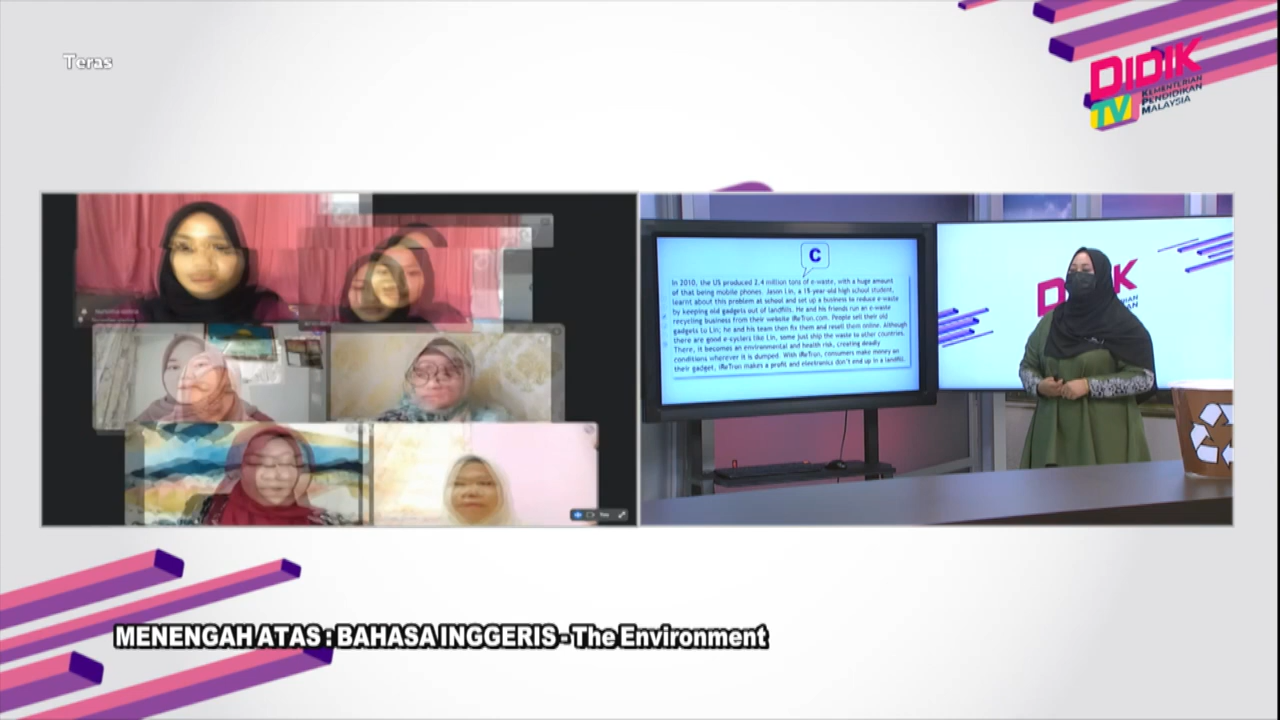 Teras
DIDIK
TV
KEMENTERIAN
PENDIDIKAN
MALAYSIA
C
In 2010, the US produced 2.4 million tons of e-waste, with a huge amount
of that being mobile phones. Jason Lin, a 15-year-old high school student,
learnt about this problem at school and set up a business to reduce e-waste
by keeping old gadgets out of landfills. He and his friends run an e-waste
recycling business from their website iReTron.com. People sell their old
gadgets to Lin; he and his team then fix them and resell them online. Although
there are good e-cyclers like Lin, some just ship the waste to other countries.
There, it becomes an environmental and health risk, creating deadly
conditions wherever it is dumped. With iReTron, consumers make money on
their gadget, iReTron makes a profit and electronics don't end up in a landfill.
MENENGAH ATAS : BAHASA INGGERIS - The Environment